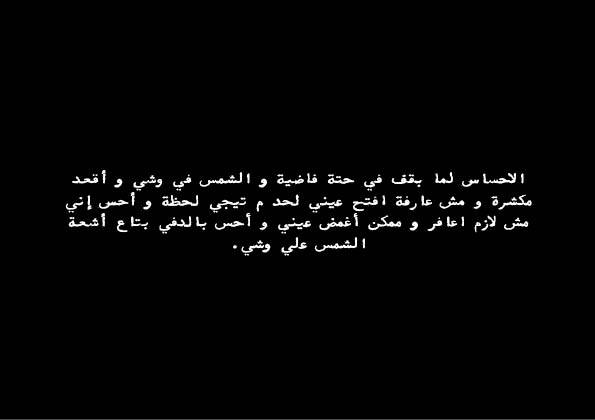 الاحساس لما بقف في حتة فاضية و الشمس في وشي و أقعد
مكشرة و مش عارفة افتح عيني لحد م تيجي لحظة و أحس إني
مش لازم اعافر و ممكن أغمض عيني و أحس بالدفي بتاع أشعة
الشمس علي وشي.